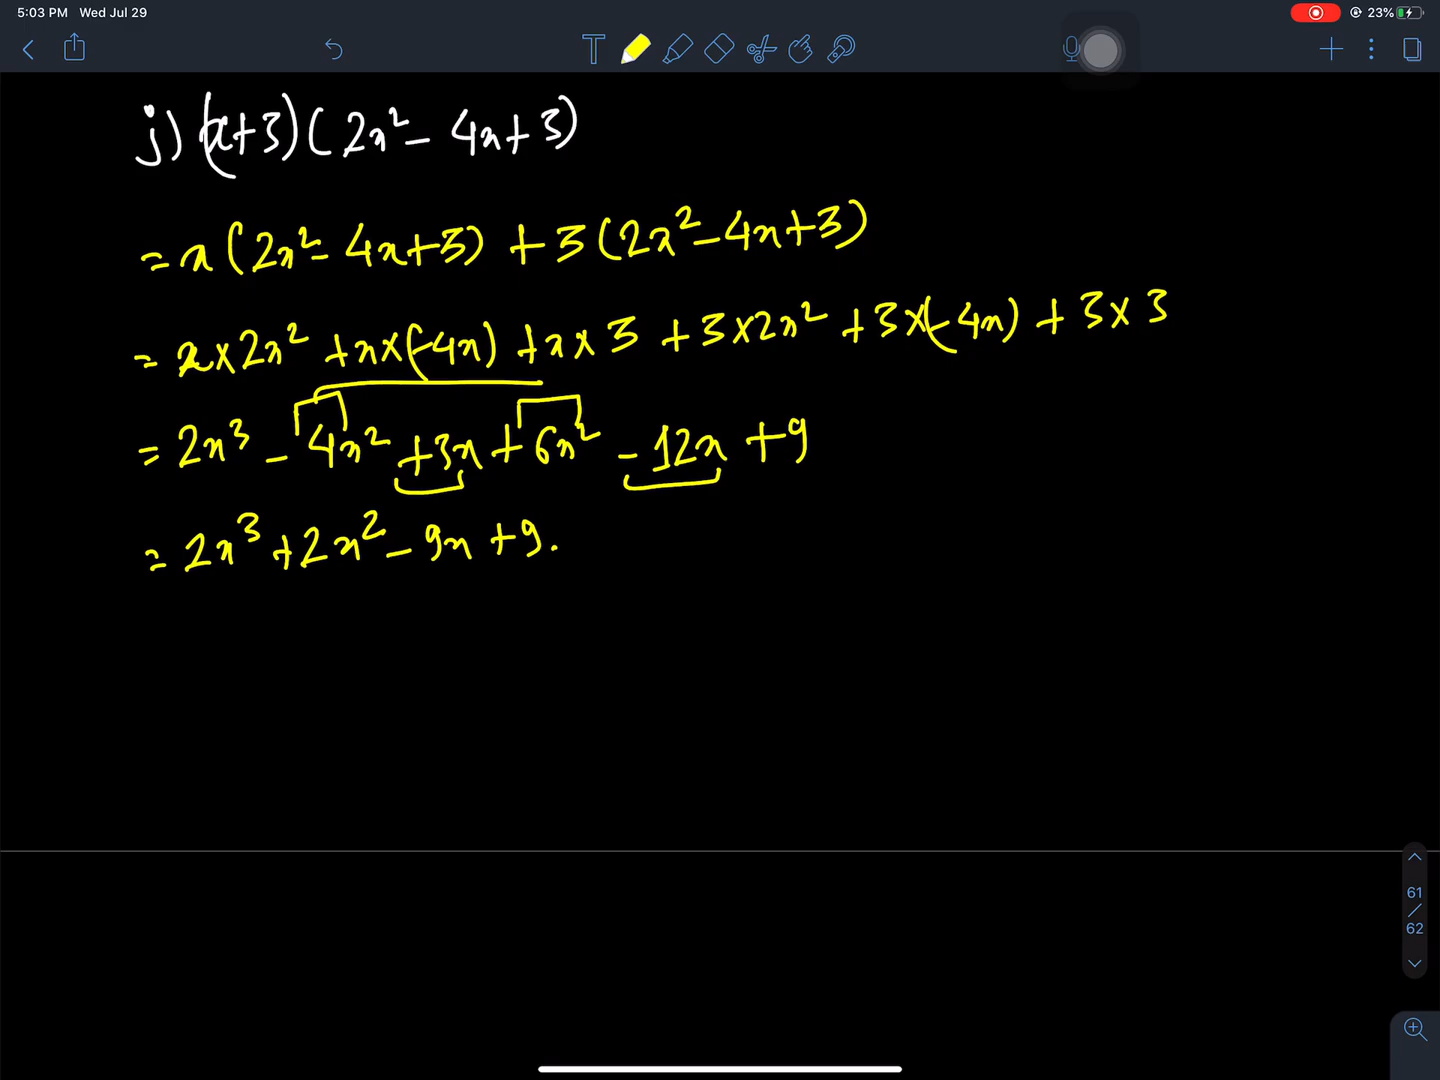 5:03 PM Wed Jul 29 23%
T
j) (x+3)(2x² - 4x + 3)
= x(2x² - 4x + 3) + 3(2x² - 4x + 3)
= x × 2x² + x × (-4x) + x × 3 + 3 × 2x² + 3 × (-4x) + 3 × 3
= 2x³ - 4x² + 3x + 6x² - 12x + 9
= 2x³ + 2x² - 9x + 9.
61
/
62